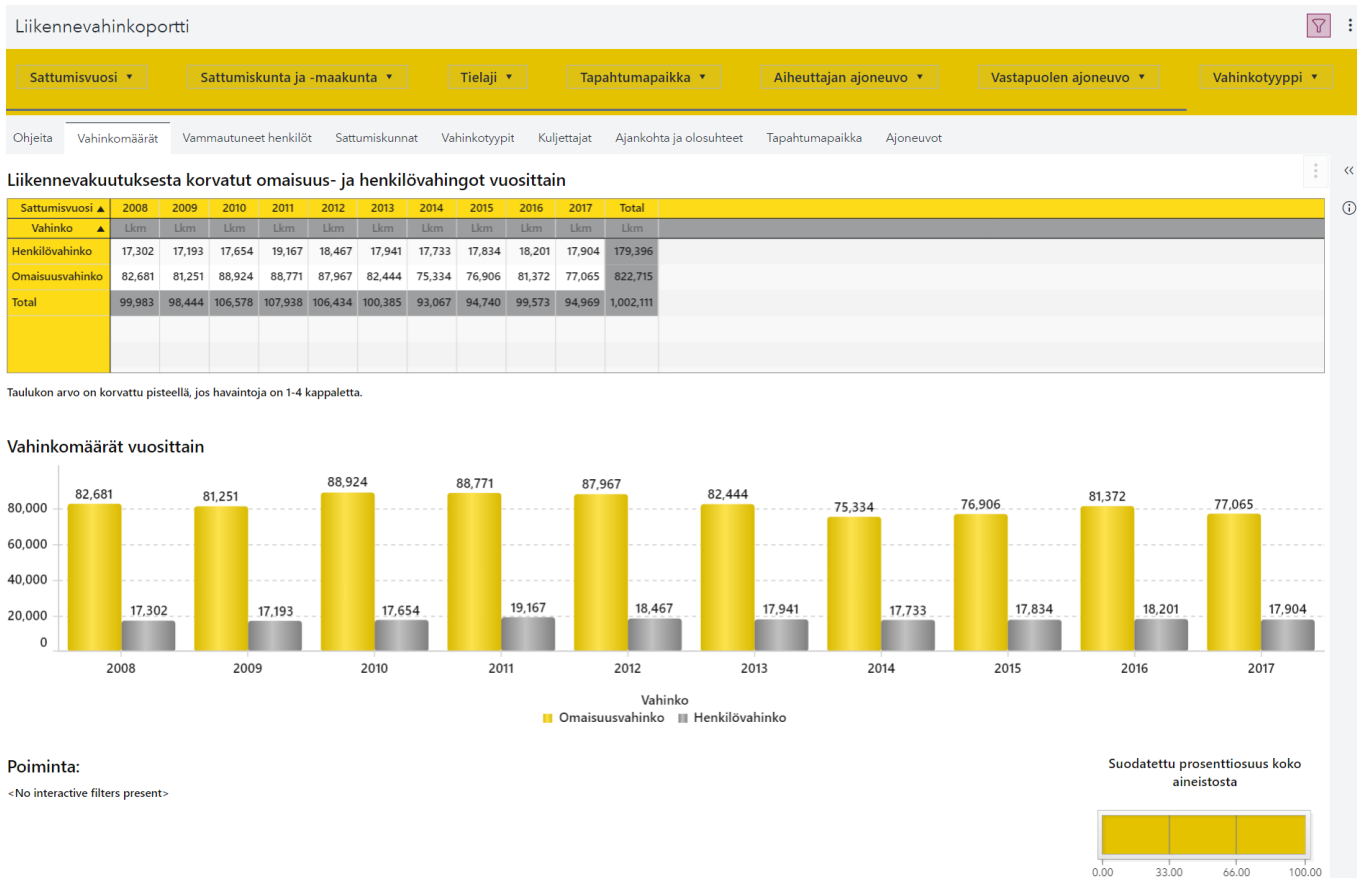 Liikennevahinkoportti
Sattumisvuosi ▼ Sattumiskunta ja -maakunta ▼ Tielaji ▼ Tapahtumapaikka ▼ Aiheuttajan ajoneuvo ▼ Vastapuolen ajoneuvo ▼ Vahinkotyyppi ▼
Ohjeita Vahinkomäärät Vammautuneet henkilöt Sattumiskunnat Vahinkotyypit Kuljettajat Ajankohta ja olosuhteet Tapahtumapaikka Ajoneuvot
Liikennevakuutuksesta korvatut omaisuus- ja henkilövahingot vuosittain
Sattumisvuosi ▲ 2008 2009 2010 2011 2012 2013 2014 2015 2016 2017 Total
Vahinko ▲ Lkm Lkm Lkm Lkm Lkm Lkm Lkm Lkm Lkm Lkm Lkm
Henkilövahinko 17,302 17,193 17,654 19,167 18,467 17,941 17,733 17,834 18,201 17,904 179,396
Omaisuusvahinko 82,681 81,251 88,924 88,771 87,967 82,444 75,334 76,906 81,372 77,065 822,715
Total 99,983 98,444 106,578 107,938 106,434 100,385 93,067 94,740 99,573 94,969 1,002,111
Taulukon arvo on korvattu pisteellä, jos havaintoja on 1-4 kappaletta.
Vahinkomäärät vuosittain
82,681 81,251 88,924 88,771 87,967 82,444 75,334 76,906 81,372 77,065
80,000
60,000
40,000
20,000
0
17,302 17,193 17,654 19,167 18,467 17,941 17,733 17,834 18,201 17,904
2008 2009 2010 2011 2012 2013 2014 2015 2016 2017
Vahinko
Omaisuusvahinko Henkilövahinko
Poiminta:
<No interactive filters present>
Suodatettu prosenttiosuus koko
aineistosta
0.00 33.00 66.00 100.00